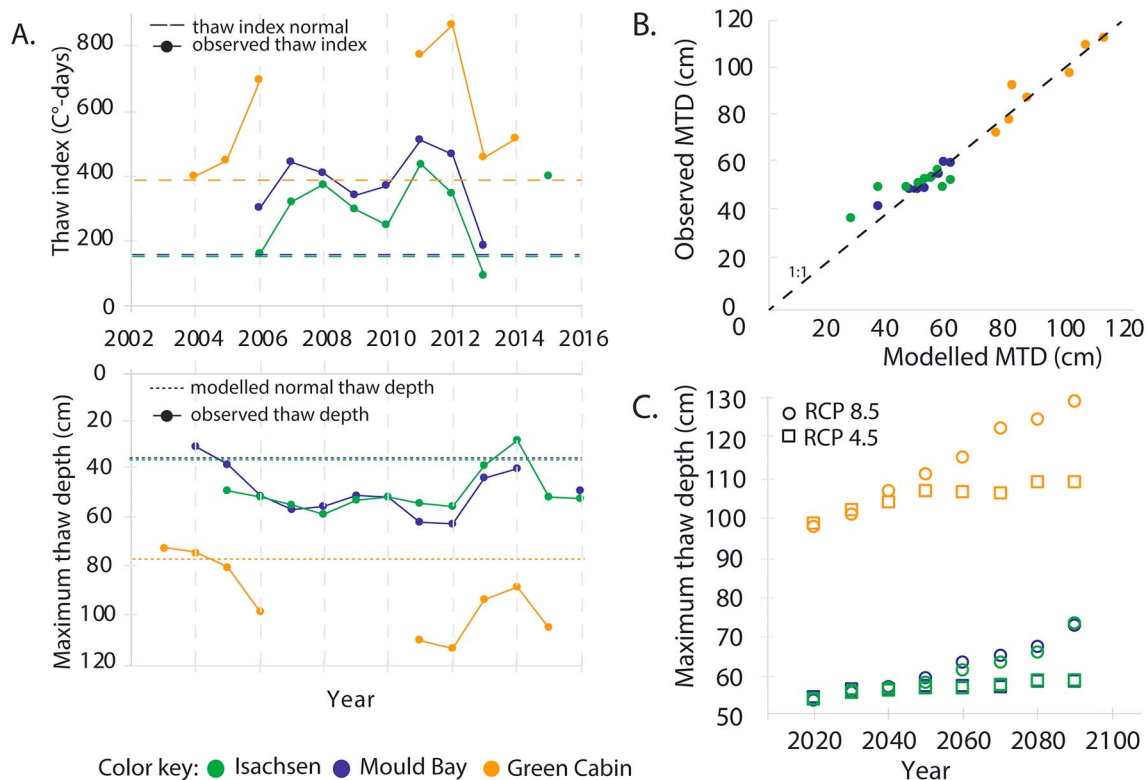 A.
thaw index normal
observed thaw index
Thaw index (C°-days)
800
600
400
200
0
2002 2004 2006 2008 2010 2012 2014 2016
modelled normal thaw depth
observed thaw depth
Maximum thaw depth (cm)
0
20
40
60
80
100
120
Year
B.
Observed MTD (cm)
120
100
80
60
40
20
0
1:1
0 20 40 60 80 100 120
Modelled MTD (cm)
C.
RCP 8.5
RCP 4.5
Maximum thaw depth (cm)
130
120
110
100
90
80
70
60
50
2020 2040 2060 2080 2100
Year
Color key: Isachsen Mould Bay Green Cabin